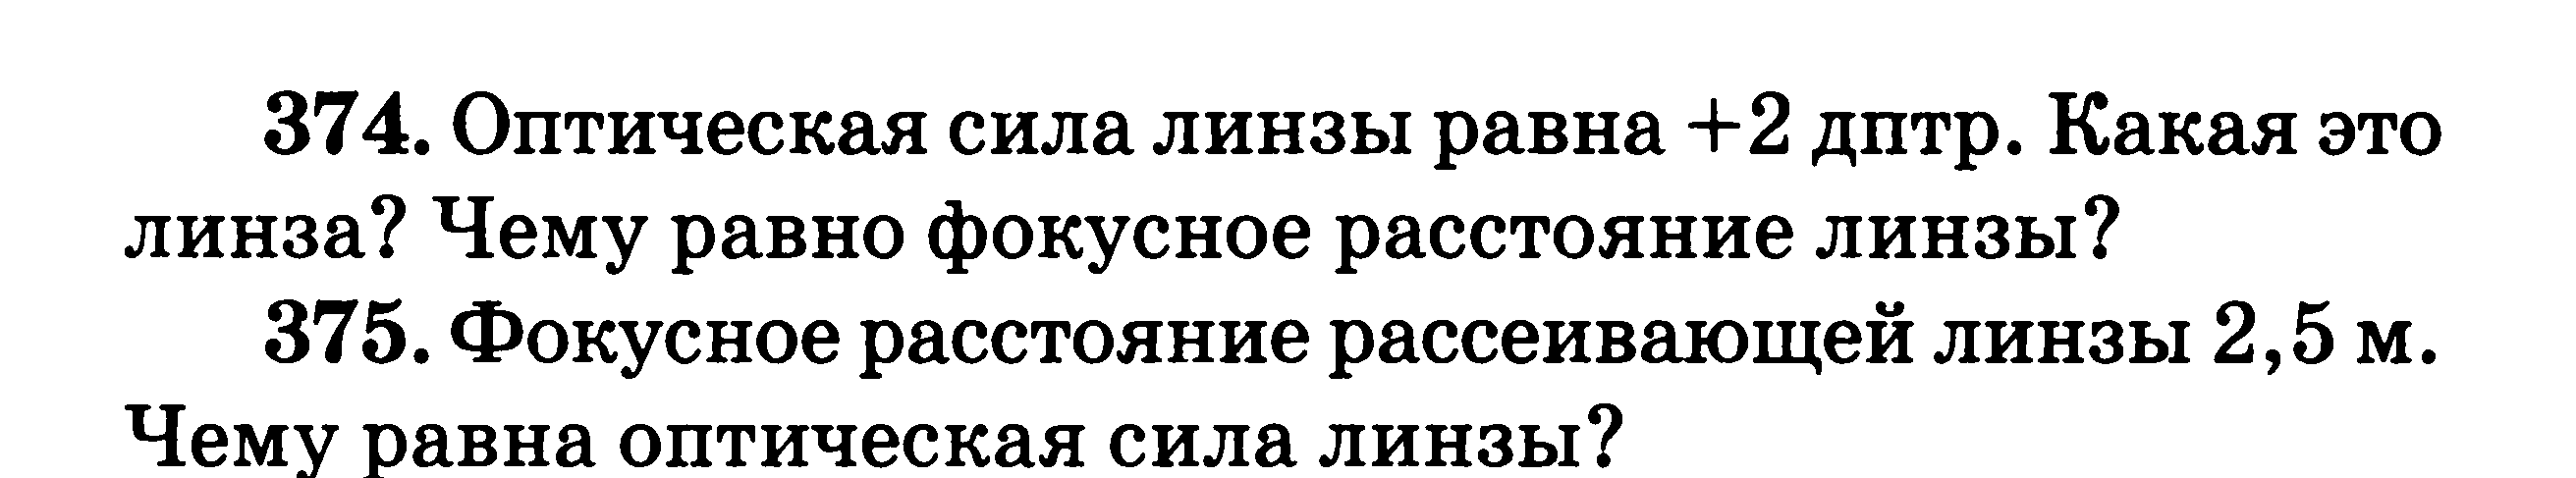 374. Оптическая сила линзы равна +2 дптр. Какая это
линза? Чему равно фокусное расстояние линзы?
375. Фокусное расстояние рассеивающей линзы 2,5 м.
Чему равна оптическая сила линзы?